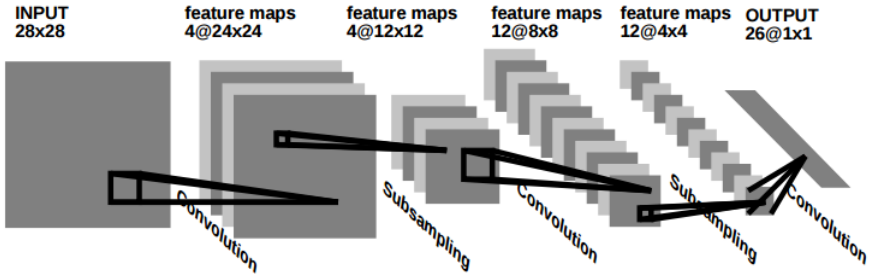 INPUT
28x28
feature maps
4@24x24
feature maps
4@12x12
feature maps
12@8x8
feature maps
12@4x4
OUTPUT
26@1x1
Convolution
Subsampling
Convolution
Subsampling
Convolution